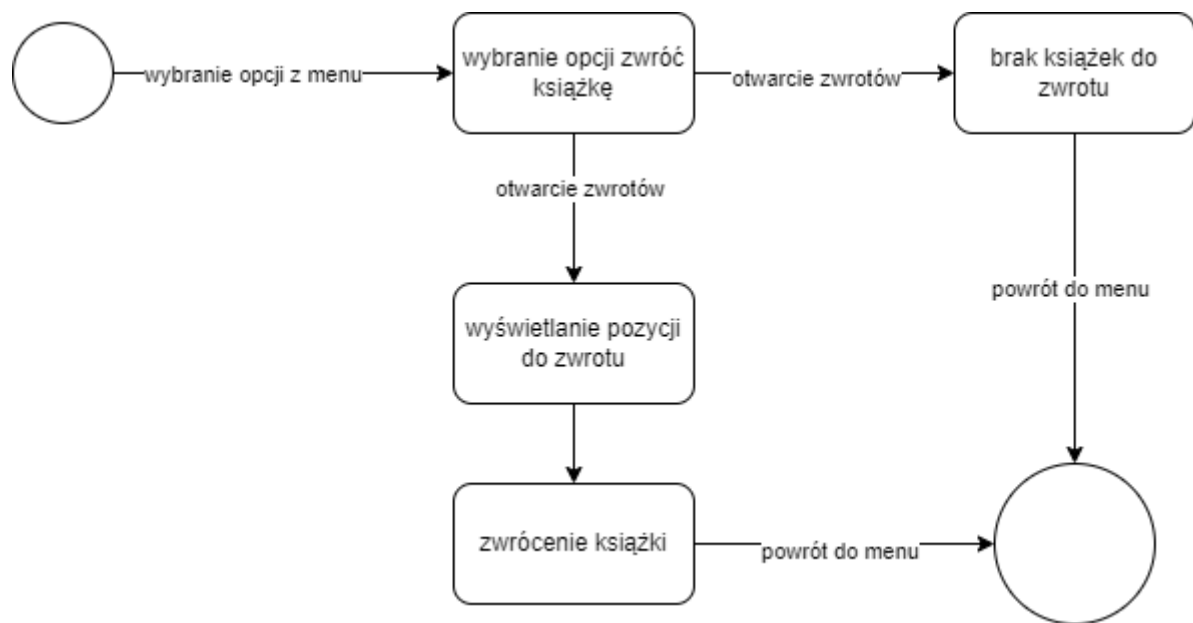 wybranie opcji z menu
wybranie opcji zwróć
książkę
otwarcie zwrotów
brak książek do
zwrotu
otwarcie zwrotów
powrót do menu
wyświetlanie pozycji
do zwrotu
zwrócenie książki
powrót do menu